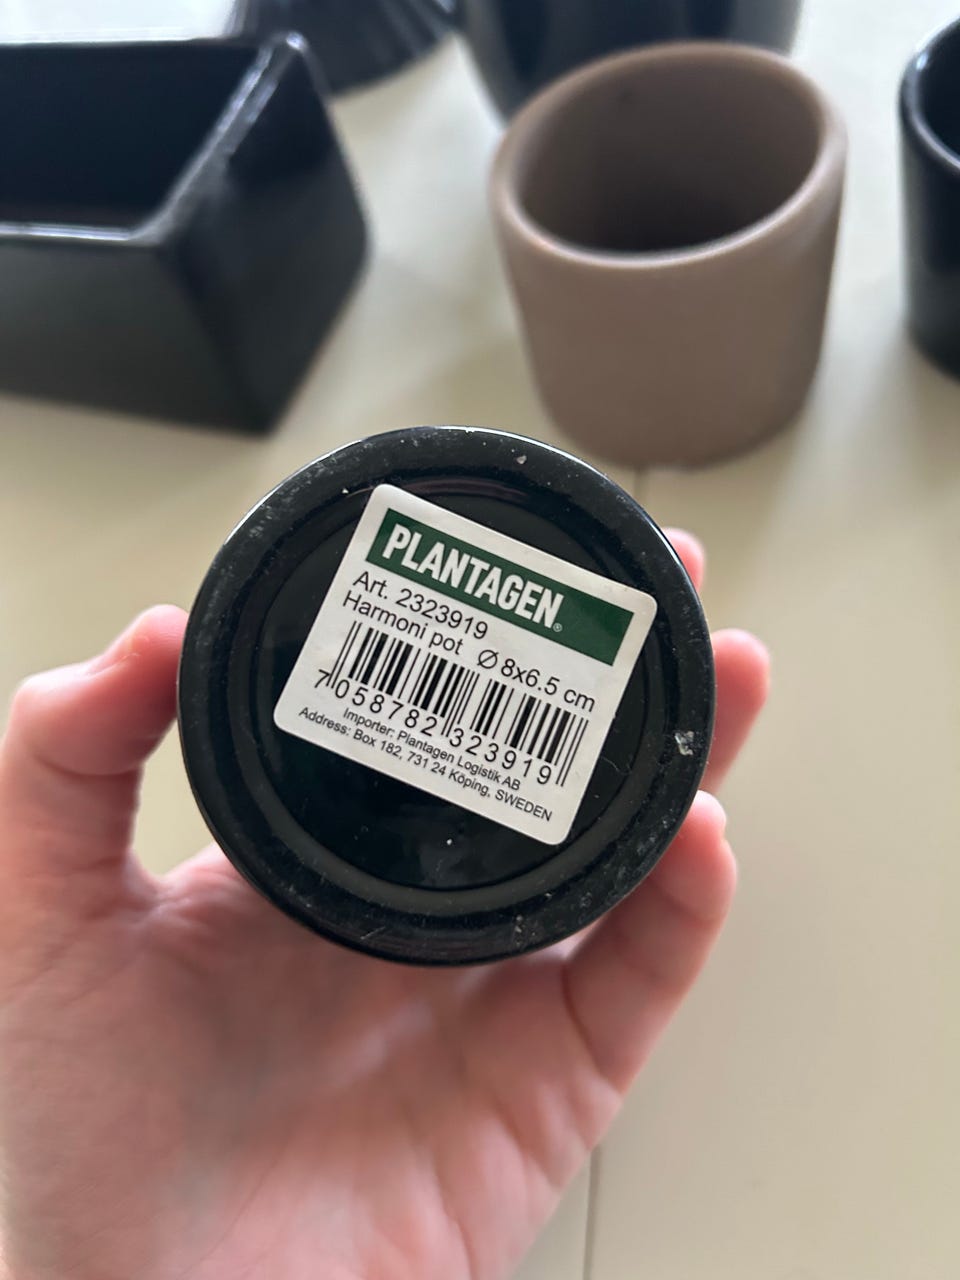 PLANTAGEN®
Art. 2323919
Harmoni pot Ø 8x6.5 cm
7 058782 323919
Importer: Plantagen Logistik AB
Address: Box 182, 731 24 Köping, SWEDEN